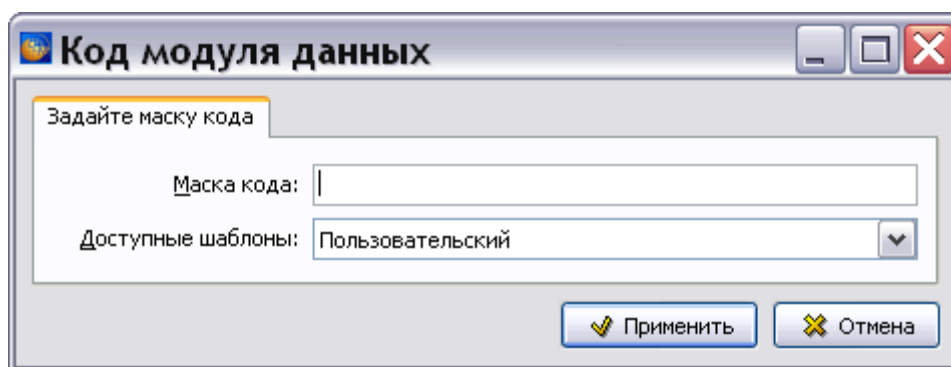 Код модуля данных
Задайте маску кода
Маска кода:
Доступные шаблоны: Пользовательский
Применить Отмена